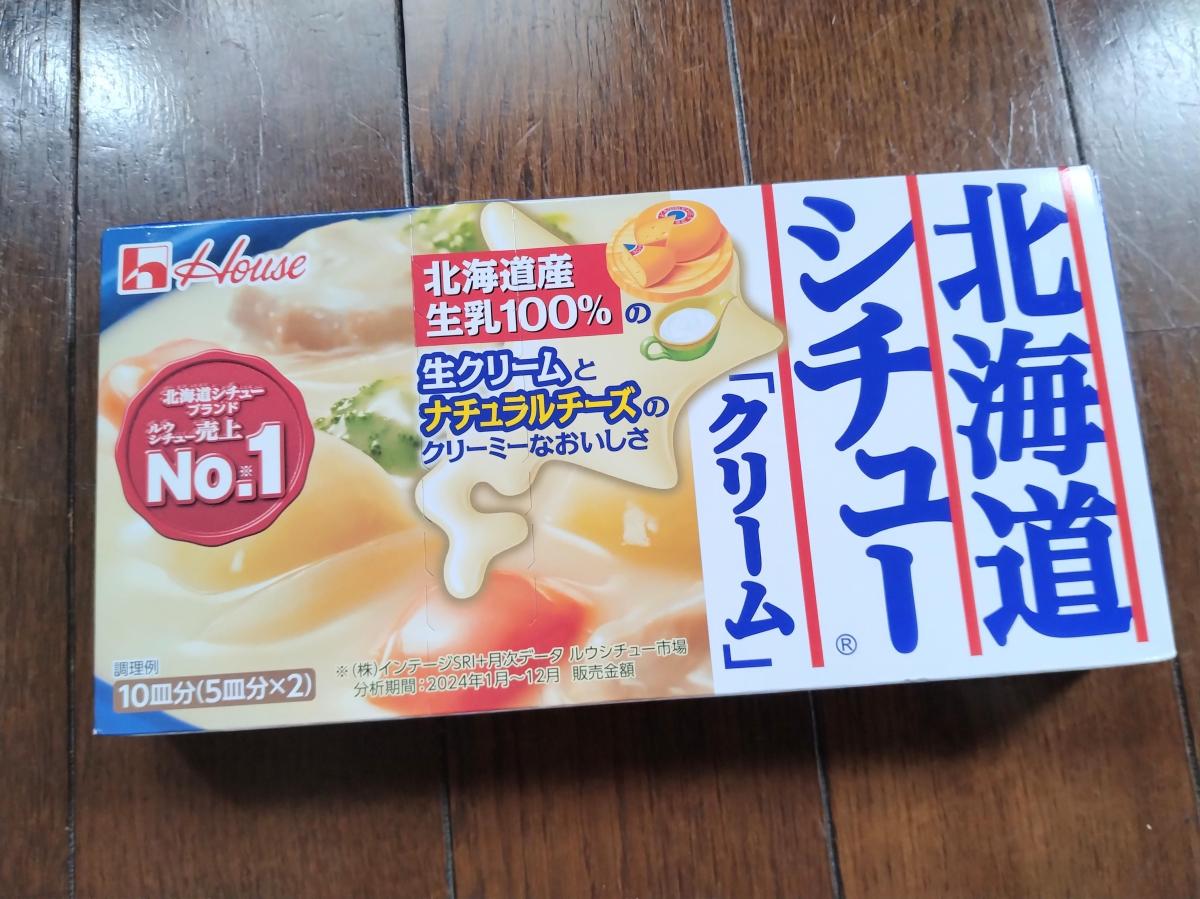 House
北海道シチュー
ブランド
ルウ
シチュー売上
No.1
※
北海道産
生乳100%の
生クリームと
ナチュラルチーズの
クリーミーなおいしさ
北海道
シチュー
®
「クリーム」
調理例
10皿分(5皿分×2)
※(株)インテージSRI+月次データ ルウシチュー市場
分析期間：2024年1月〜12月 販売金額